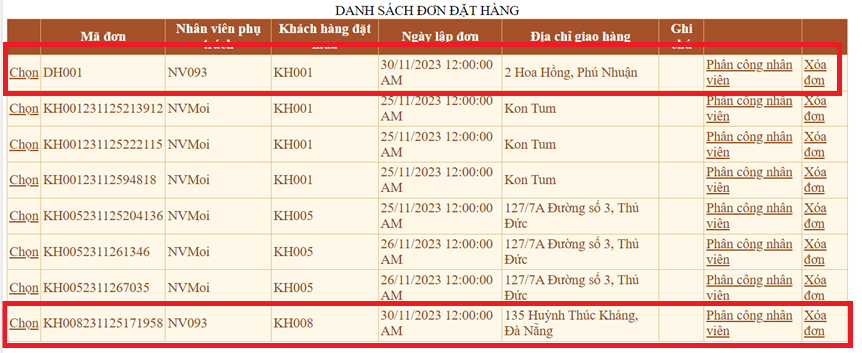 DANH SÁCH ĐƠN ĐẶT HÀNG
Mã đơn Nhân viên phụ Khách hàng đặt Ngày lập đơn Địa chỉ giao hàng Ghi
Chọn DH001 NV093 KH001 30/11/2023 12:00:00 2 Hoa Hồng, Phú Nhuận Phân công nhân Xóa
AM viên đơn
Chọn KH001231125213912 NVMoi KH001 25/11/2023 12:00:00 Kon Tum Phân công nhân Xóa
AM viên đơn
Chọn KH001231125222115 NVMoi KH001 25/11/2023 12:00:00 Kon Tum Phân công nhân Xóa
AM viên đơn
Chọn KH00123112594818 NVMoi KH001 25/11/2023 12:00:00 Kon Tum Phân công nhân Xóa
AM viên đơn
Chọn KH005231125204136 NVMoi KH005 25/11/2023 12:00:00 127/7A Đường số 3, Thủ Phân công nhân Xóa
AM Đức viên đơn
Chọn KH0052311261346 NVMoi KH005 26/11/2023 12:00:00 127/7A Đường số 3, Thủ Phân công nhân Xóa
AM Đức viên đơn
Chọn KH0052311267035 NVMoi KH005 26/11/2023 12:00:00 127/7A Đường số 3, Thủ Phân công nhân Xóa
AM Đức viên đơn
Chọn KH008231125171958 NV093 KH008 30/11/2023 12:00:00 135 Huỳnh Thúc Kháng, Phân công nhân Xóa
AM Đà Nẵng viên đơn